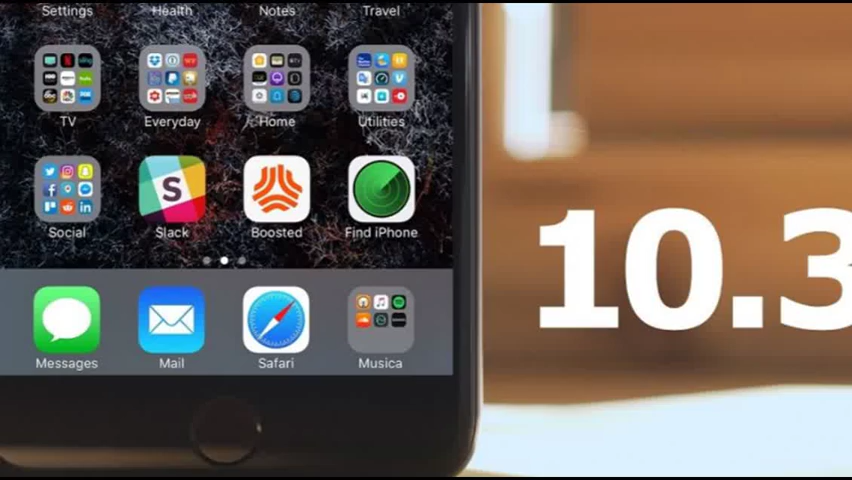 Settings Health Notes Travel
TV Everyday Home Utilities
S
Social Slack Boosted Find iPhone
Messages Mail Safari Musica
10.3